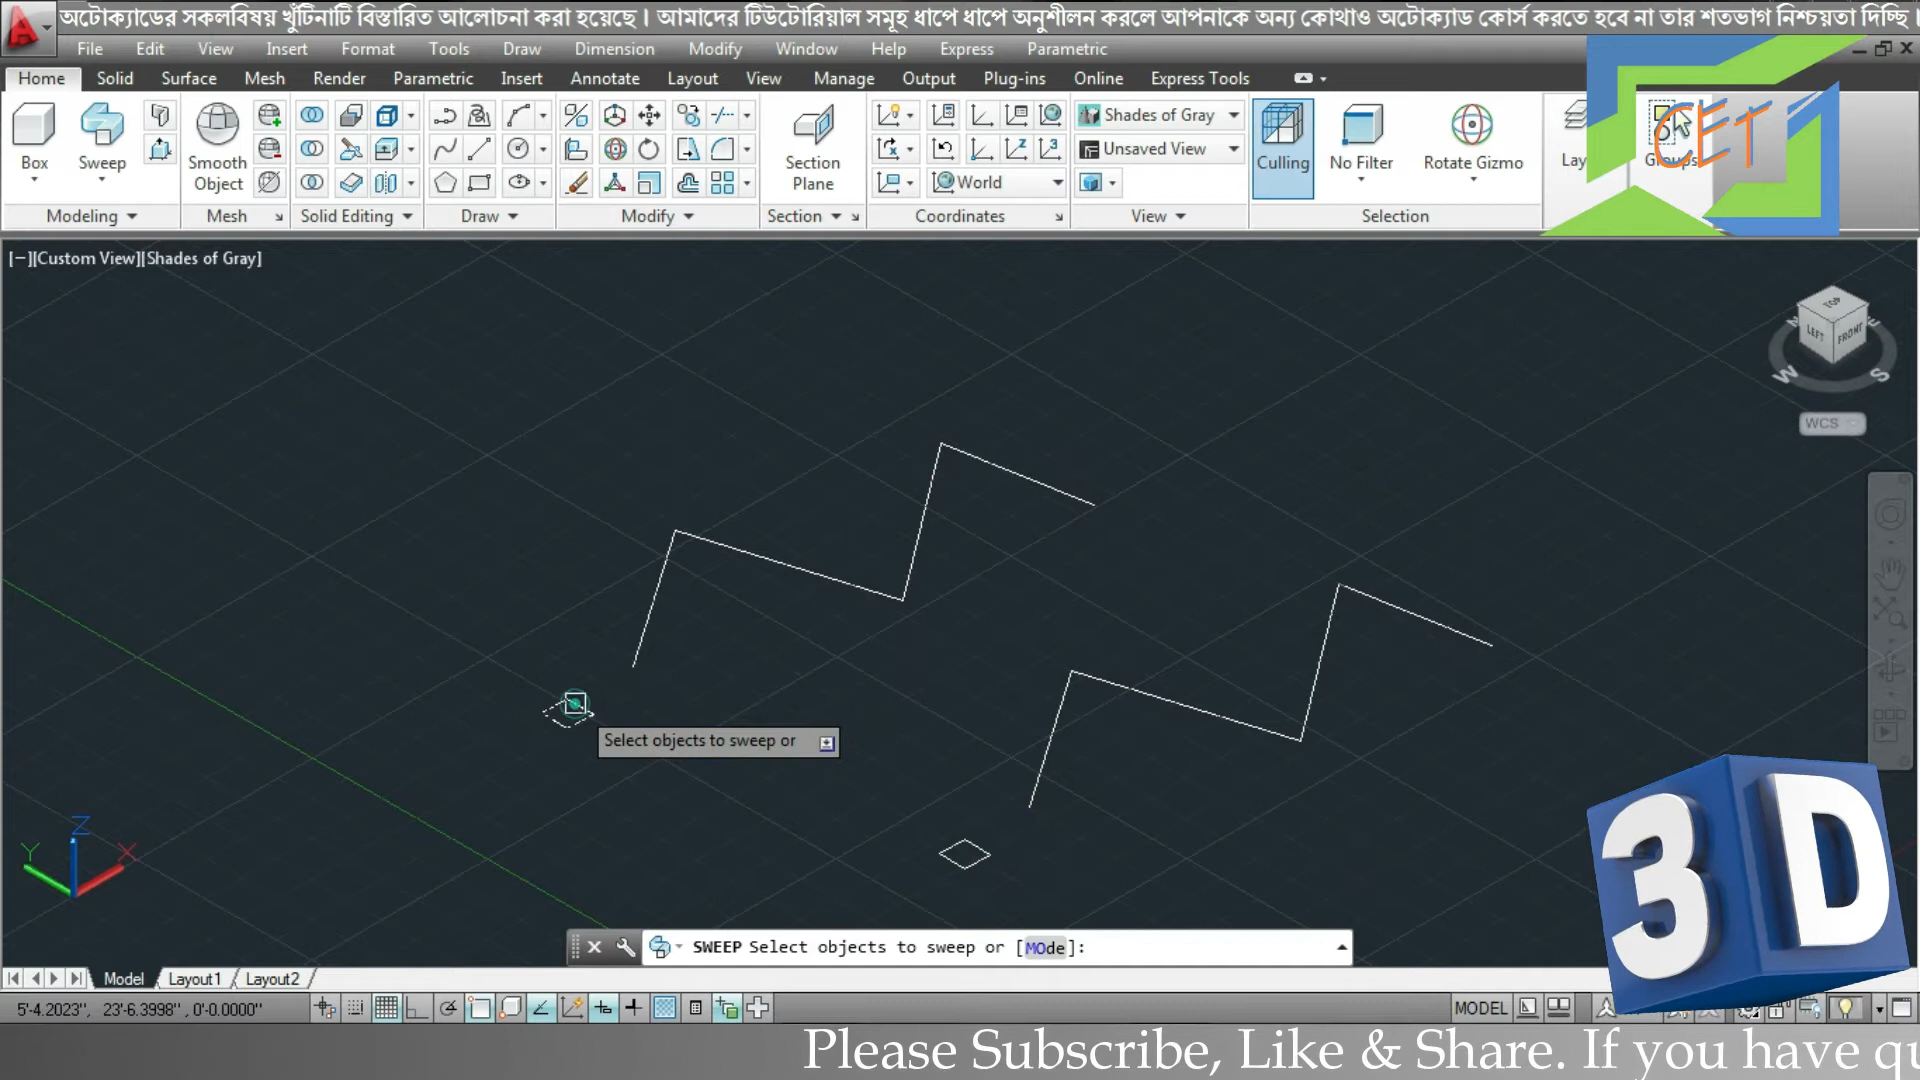 অটোক্যাডের সকলবিষয় খুঁটিনাটি বিস্তারিত আলোচনা করা হয়েছে। আমাদের টিউটোরিয়াল সমূহ ধাপে ধাপে অনুশীলন করলে আপনাকে অন্য কোথাও অটোক্যাড কোর্স করতে হবে না তার শতভাগ নিশ্চয়তা দিচ্ছি।
File Edit View Insert Format Tools Draw Dimension Modify Window Help Express Parametric
Home Solid Surface Mesh Render Parametric Insert Annotate Layout View Manage Output Plug-ins Online Express Tools
Shades of Gray
CET
Box Sweep Smooth Object Section Plane Unsaved View Culling No Filter Rotate Gizmo Groups
World
Modeling Mesh Solid Editing Draw Modify Section Coordinates View Selection
[−][Custom View][Shades of Gray]
TOP
LEFT FRONT
W S
WCS
Select objects to sweep or
3D
Z
Y X
SWEEP Select objects to sweep or [MOde]:
Model Layout1 Layout2
5'-4.2023", 23'-6.3998", 0'-0.0000" MODEL
Please Subscribe, Like & Share. If you have